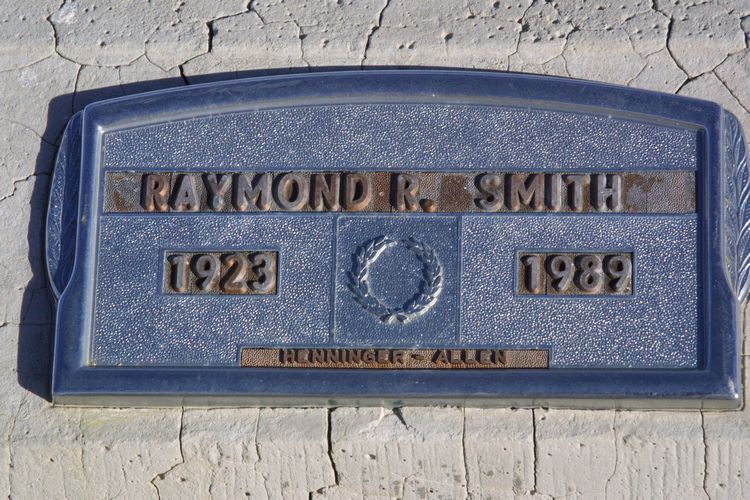 RAYMOND R. SMITH
1923 1989
HENNINGER - ALLEN